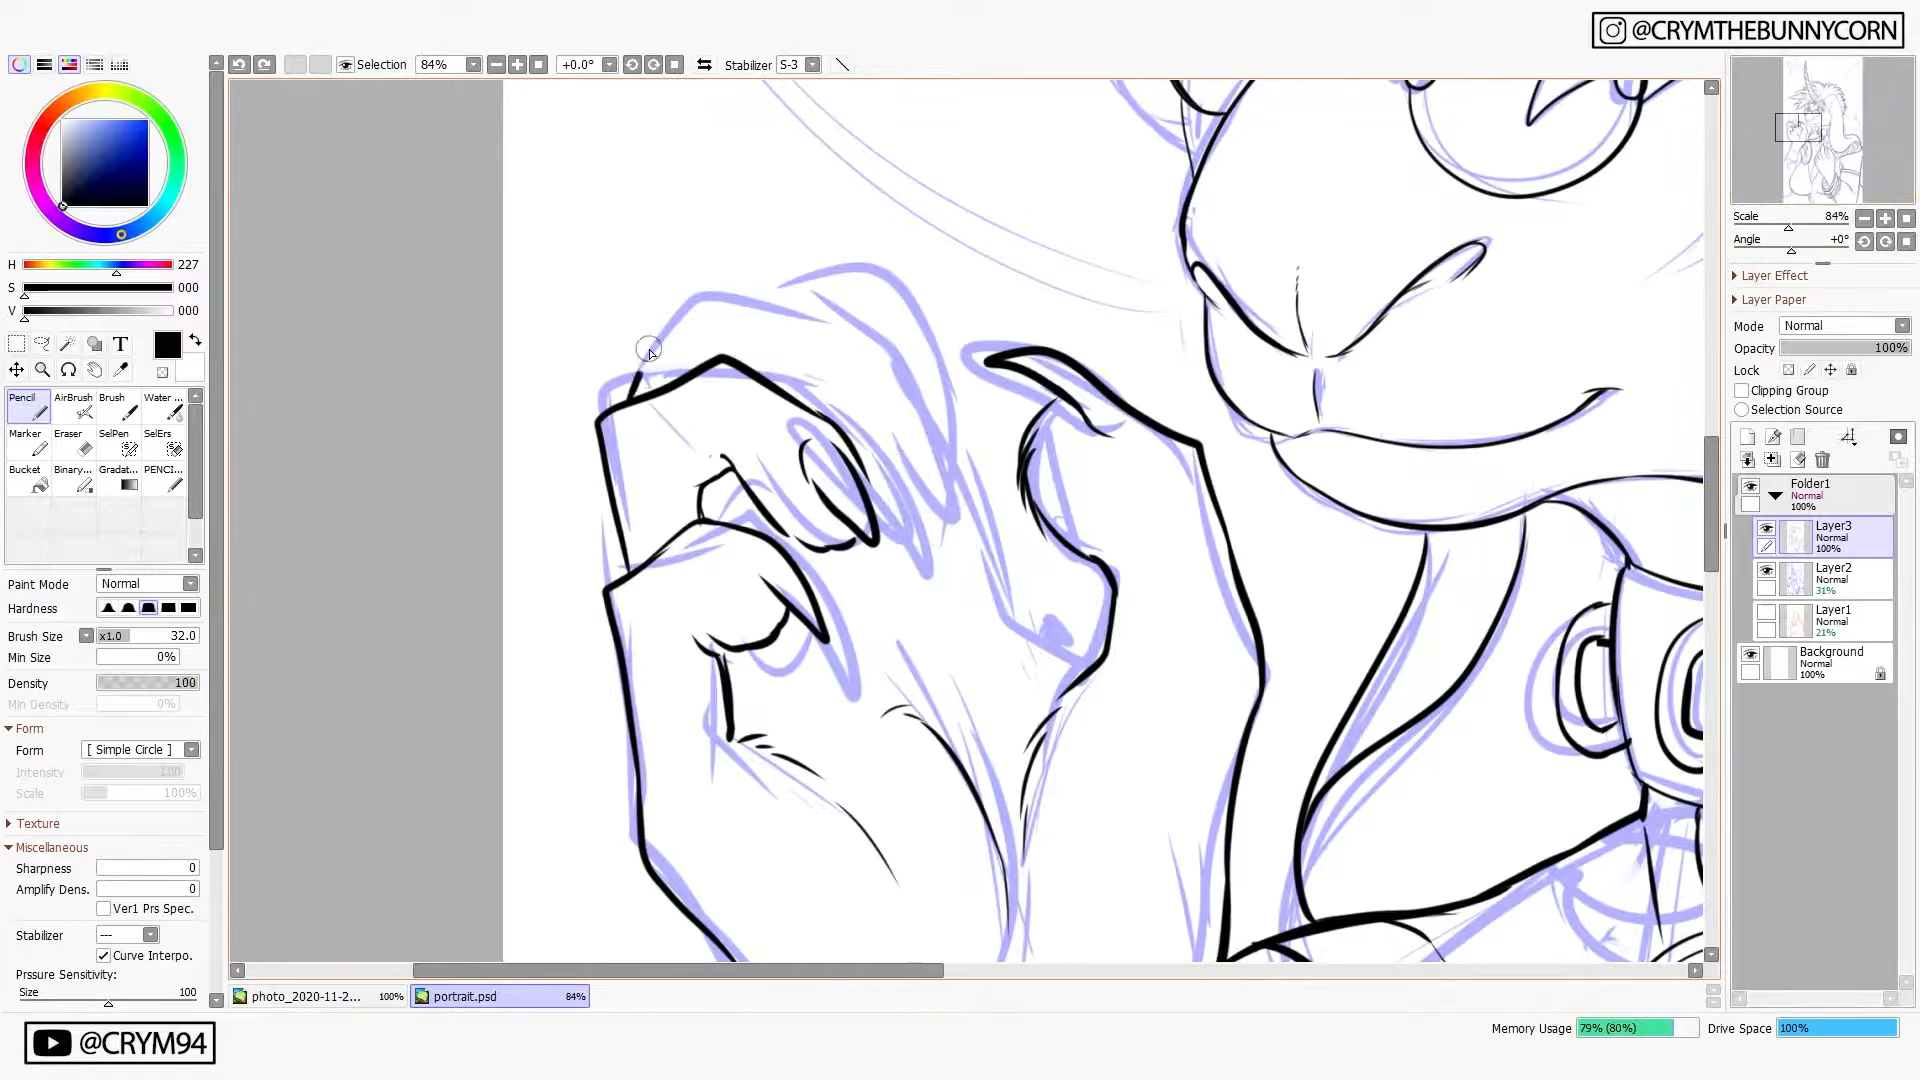 @CRYMTHEBUNNYCORN
Selection 84% +0.0° Stabilizer S-3
H 227
S 000
V 000
T
Pencil AirBrush Brush Water ...
Marker Eraser SelPen SelErs
Bucket Binary... Gradat... PENCI...
Paint Mode Normal
Hardness
Brush Size x1.0 32.0
Min Size 0%
Density 100
Min Density 0%
Form
Form [ Simple Circle ]
Intensity 100
Scale 100%
Texture
Miscellaneous
Sharpness 0
Amplify Dens. 0
Ver1 Prs Spec.
Stabilizer ---
Curve Interpo.
Prssure Sensitivity:
Size 100
Scale 84%
Angle +0°
Layer Effect
Layer Paper
Mode Normal
Opacity 100%
Lock
Clipping Group
Selection Source
Folder1
Normal
100%
Layer3
Normal
100%
Layer2
Normal
31%
Layer1
Normal
21%
Background
Normal
100%
photo_2020-11-2... 100% portrait.psd 84%
Memory Usage 79% (80%) Drive Space 100%
@CRYM94